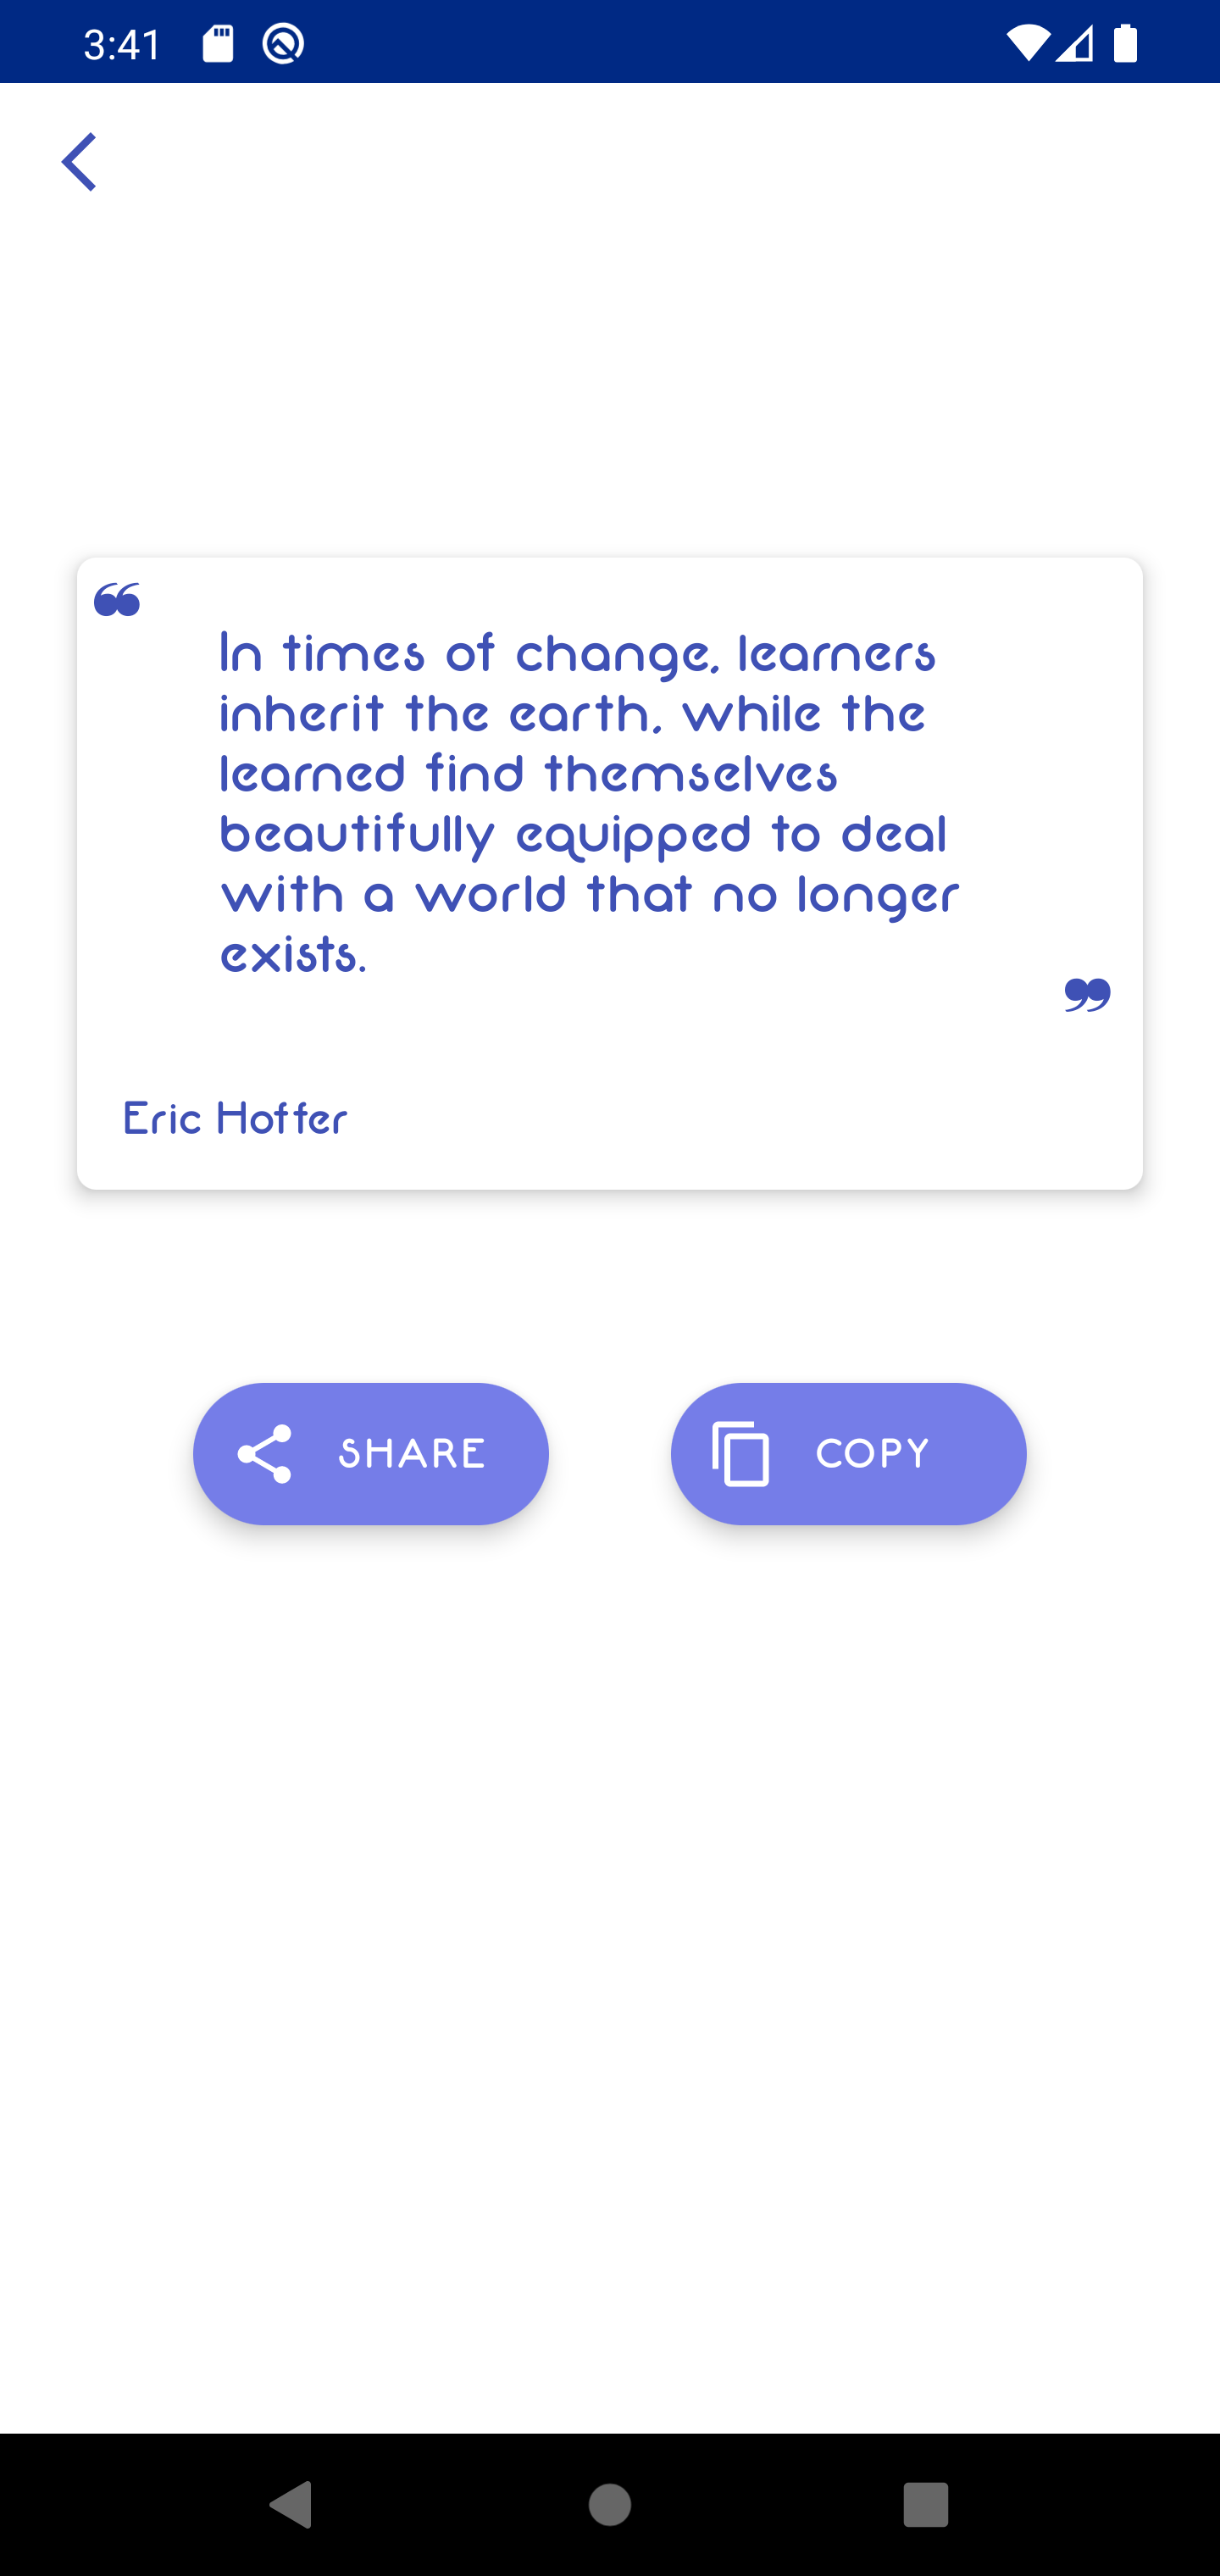 3:41
❝
In times of change, learners
inherit the earth, while the
learned find themselves
beautifully equipped to deal
with a world that no longer
exists.
❞
Eric Hoffer
SHARE
COPY